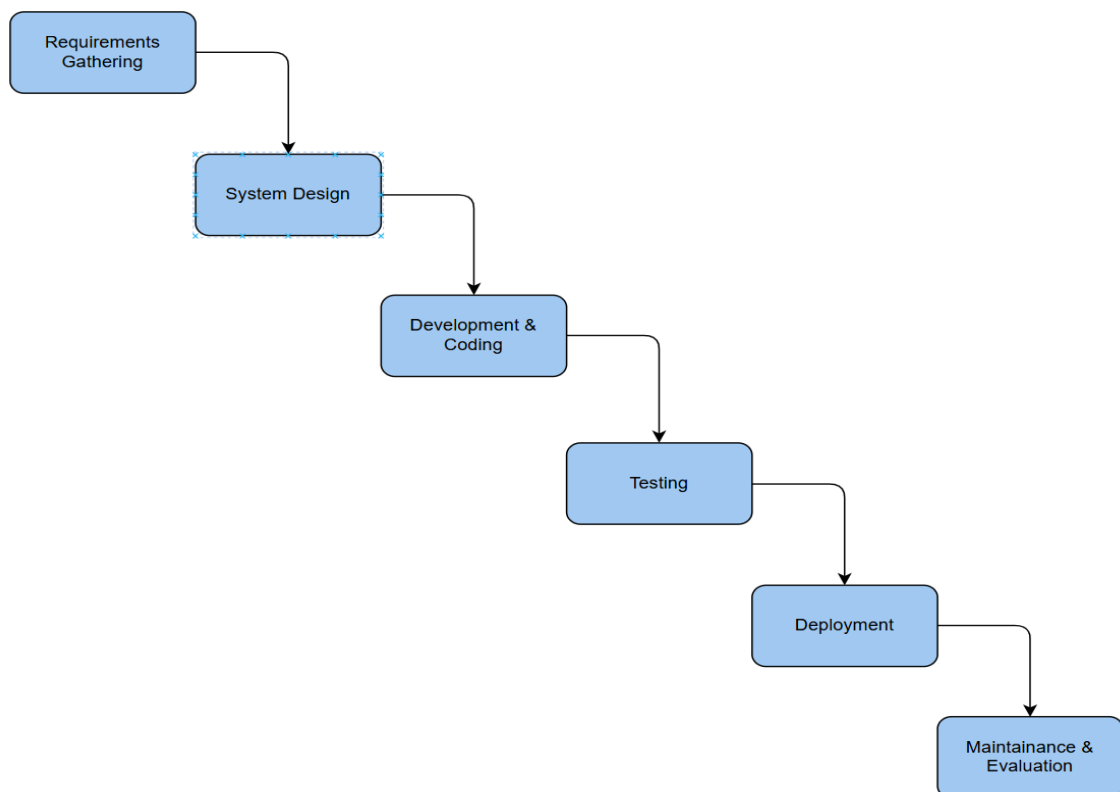 Requirements
Gathering
System Design
Development &
Coding
Testing
Deployment
Maintainance &
Evaluation